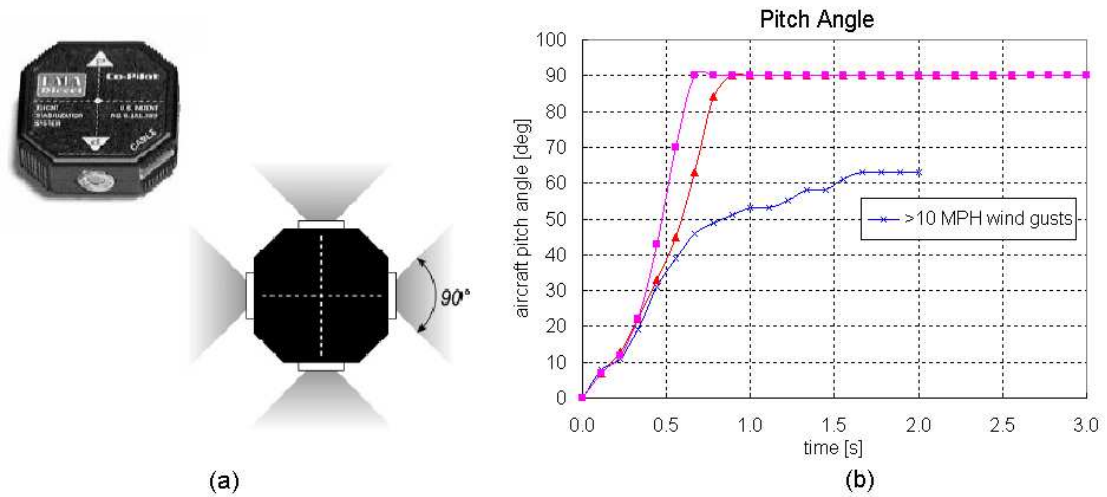 Co-Pilot
CABLE
90°
(a)
Pitch Angle
aircraft pitch angle [deg]
100
90
80
70
60
50
40
30
20
10
0
>10 MPH wind gusts
0.0 0.5 1.0 1.5 2.0 2.5 3.0
time [s]
(b)